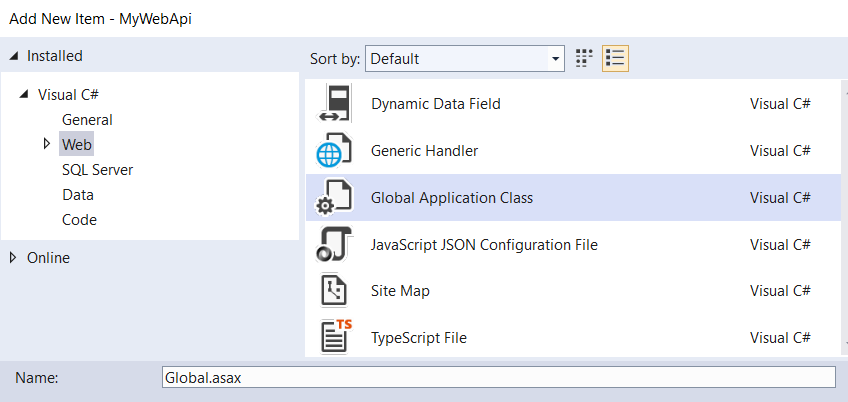 Add New Item - MyWebApi
Installed
Sort by: Default
Visual C#
General
Web
SQL Server
Data
Code
Online
Dynamic Data Field Visual C#
Generic Handler Visual C#
Global Application Class Visual C#
JavaScript JSON Configuration File Visual C#
Site Map Visual C#
TS
TypeScript File Visual C#
Name: Global.asax